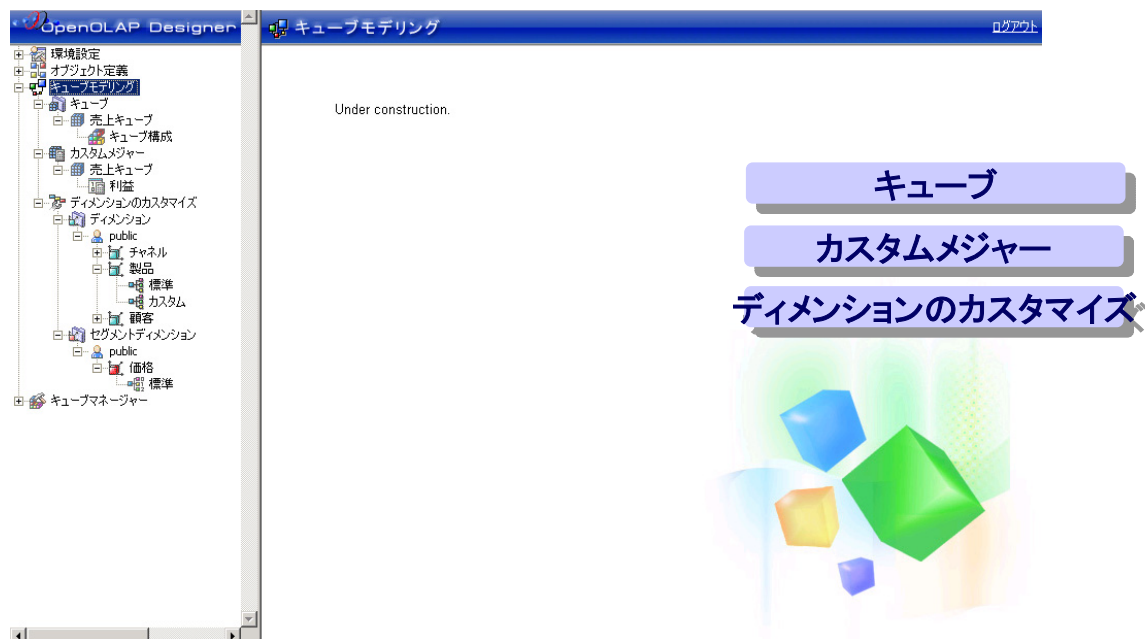 OpenOLAP Designer
環境設定
オブジェクト定義
キューブモデリング
キューブ
売上キューブ
キューブ構成
カスタムメジャー
売上キューブ
利益
ディメンションのカスタマイズ
ディメンション
public
チャネル
製品
標準
カスタム
顧客
セグメントディメンション
public
価格
標準
キューブマネージャー
キューブモデリング
ログアウト
Under construction.
キューブ
カスタムメジャー
ディメンションのカスタマイズ